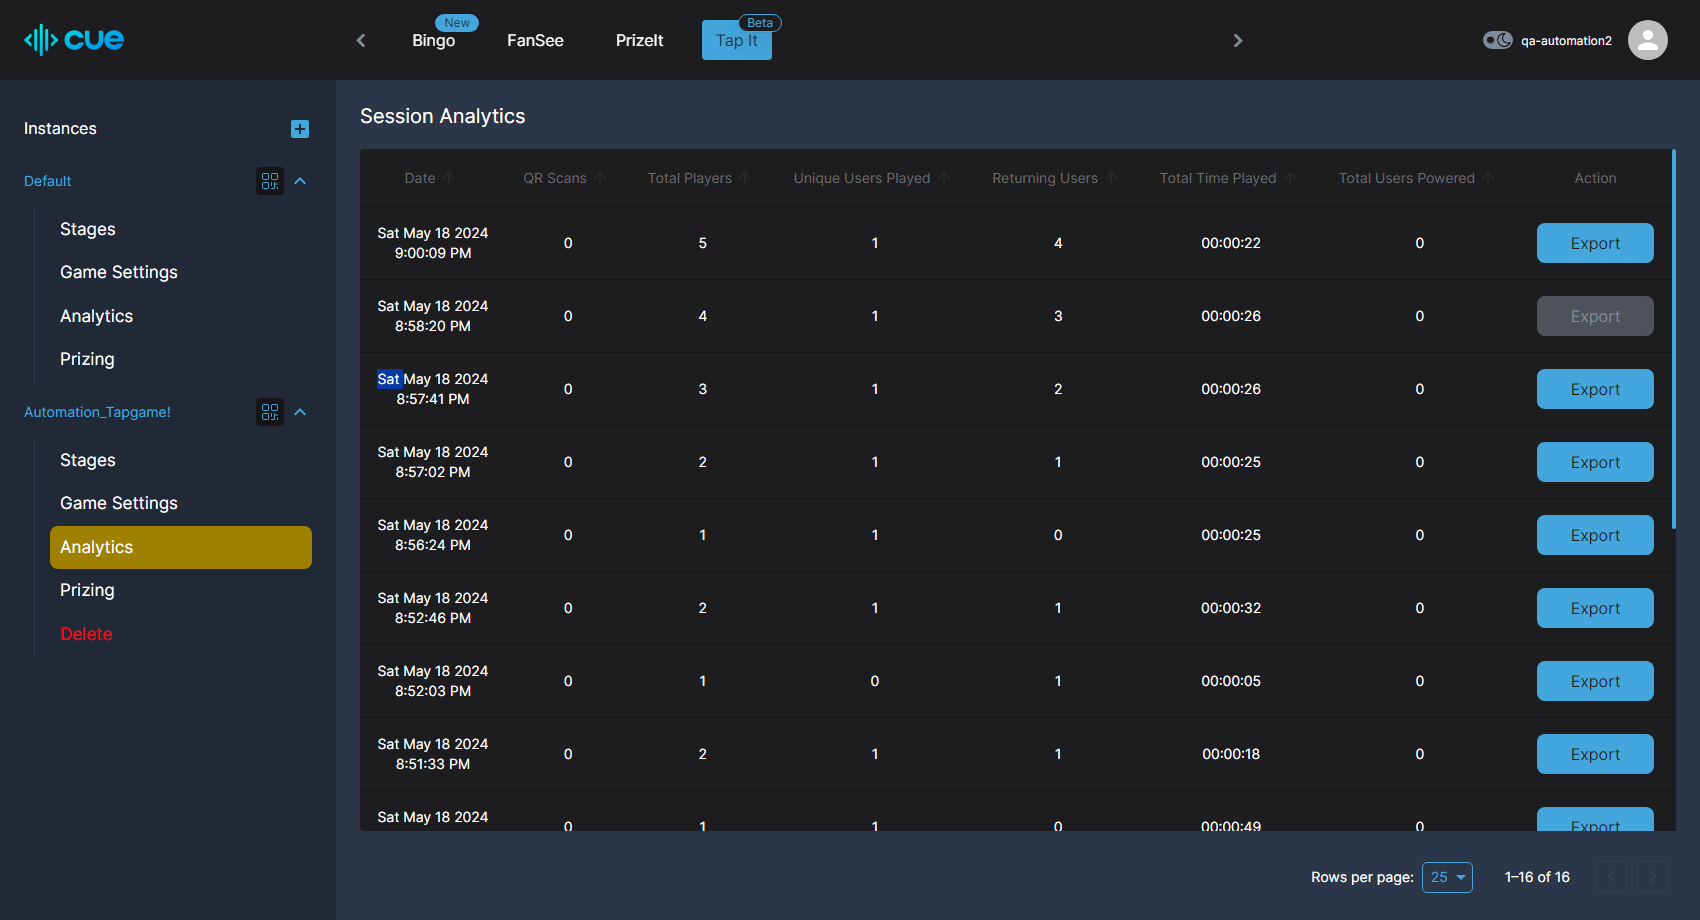 cue
New
Bingo
FanSee
PrizeIt
Beta
Tap It
qa-automation2
Instances
Default
Stages
Game Settings
Analytics
Prizing
Automation_Tapgame!
Stages
Game Settings
Analytics
Prizing
Delete
Session Analytics
Date QR Scans Total Players Unique Users Played Returning Users Total Time Played Total Users Powered Action
Sat May 18 2024
9:00:09 PM 0 5 1 4 00:00:22 0 Export
Sat May 18 2024
8:58:20 PM 0 4 1 3 00:00:26 0 Export
Sat May 18 2024
8:57:41 PM 0 3 1 2 00:00:26 0 Export
Sat May 18 2024
8:57:02 PM 0 2 1 1 00:00:25 0 Export
Sat May 18 2024
8:56:24 PM 0 1 1 0 00:00:25 0 Export
Sat May 18 2024
8:52:46 PM 0 2 1 1 00:00:32 0 Export
Sat May 18 2024
8:52:03 PM 0 1 0 1 00:00:05 0 Export
Sat May 18 2024
8:51:33 PM 0 2 1 1 00:00:18 0 Export
Sat May 18 2024
0 1 1 0 00:00:49 0 Export
Rows per page: 25 1–16 of 16